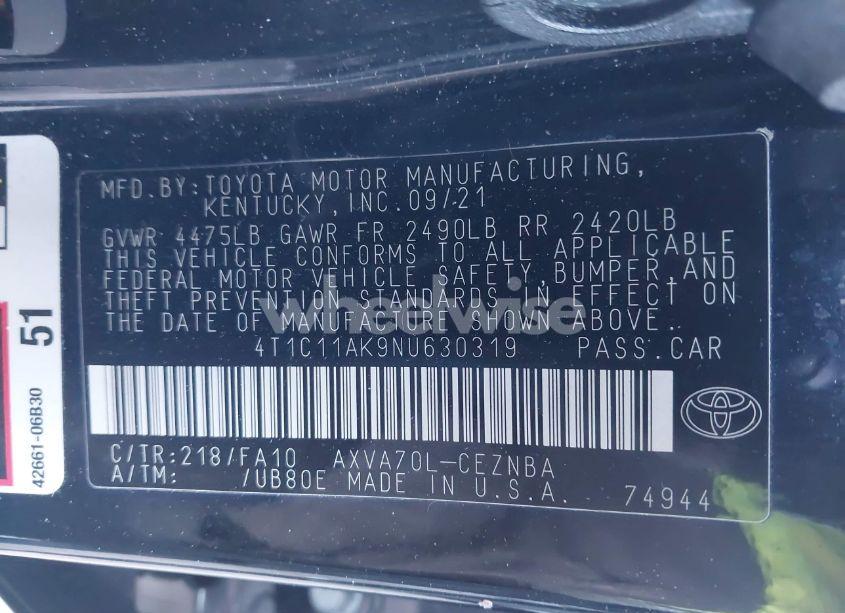 MFD.BY: TOYOTA MOTOR MANUFACTURING,
KENTUCKY, INC. 09/21
GVWR 4475LB GAWR FR 2490LB RR 2420LB
THIS VEHICLE CONFORMS TO ALL APPLICABLE
FEDERAL MOTOR VEHICLE SAFETY, BUMPER, AND
THEFT PREVENTION STANDARDS IN EFFECT ON
THE DATE OF MANUFACTURE SHOWN ABOVE.
wheelwise
4T1C11AK9NU630319 PASS.CAR
C/TR:218/FA10 AXVA70L-CEZNBA
A/TM: /UB80E MADE IN U.S.A. 74944
51
42661-06B30